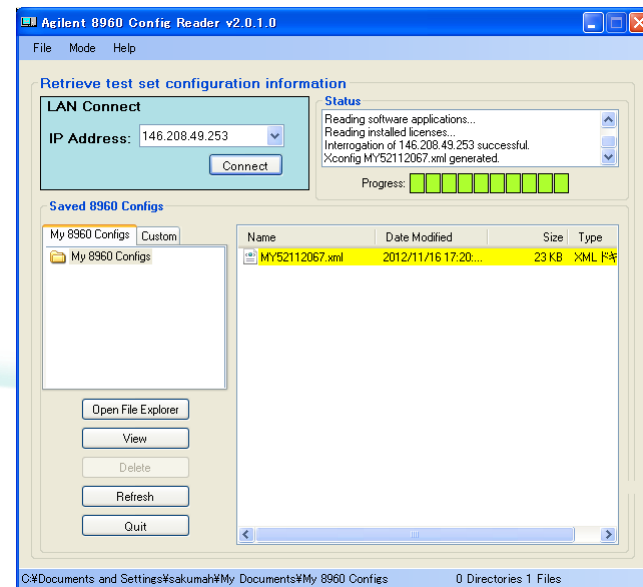 Agilent 8960 Config Reader v2.0.1.0
File Mode Help
Retrieve test set configuration information
LAN Connect
IP Address: 146.208.49.253
Connect
Status
Reading software applications...
Reading installed licenses...
Interrogation of 146.208.49.253 successful.
Xconfig MY52112067.xml generated.
Progress:
Saved 8960 Configs
My 8960 Configs Custom
My 8960 Configs
Name Date Modified Size Type
MY52112067.xml 2012/11/16 17:20:... 23 KB XML ドキ
Open File Explorer
View
Delete
Refresh
Quit
C:¥Documents and Settings¥sakumah¥My Documents¥My 8960 Configs 0 Directories 1 Files